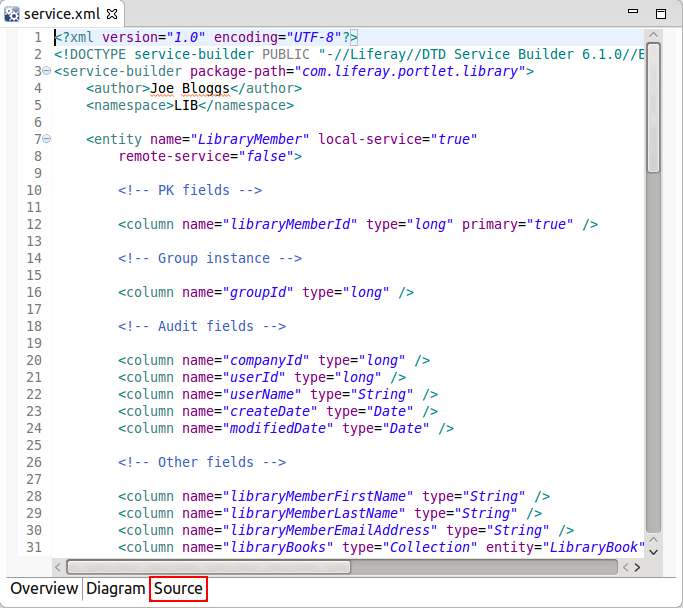 service.xml
1 <?xml version="1.0" encoding="UTF-8"?>
2 <!DOCTYPE service-builder PUBLIC "-//Liferay//DTD Service Builder 6.1.0//E
3 <service-builder package-path="com.liferay.portlet.library">
4 <author>Joe Bloggs</author>
5 <namespace>LIB</namespace>
6
7 <entity name="LibraryMember" local-service="true"
8 remote-service="false">
9
10 <!-- PK fields -->
11
12 <column name="libraryMemberId" type="long" primary="true" />
13
14 <!-- Group instance -->
15
16 <column name="groupId" type="long" />
17
18 <!-- Audit fields -->
19
20 <column name="companyId" type="long" />
21 <column name="userId" type="long" />
22 <column name="userName" type="String" />
23 <column name="createDate" type="Date" />
24 <column name="modifiedDate" type="Date" />
25
26 <!-- Other fields -->
27
28 <column name="libraryMemberFirstName" type="String" />
29 <column name="libraryMemberLastName" type="String" />
30 <column name="libraryMemberEmailAddress" type="String" />
31 <column name="libraryBooks" type="Collection" entity="LibraryBook"
Overview Diagram Source